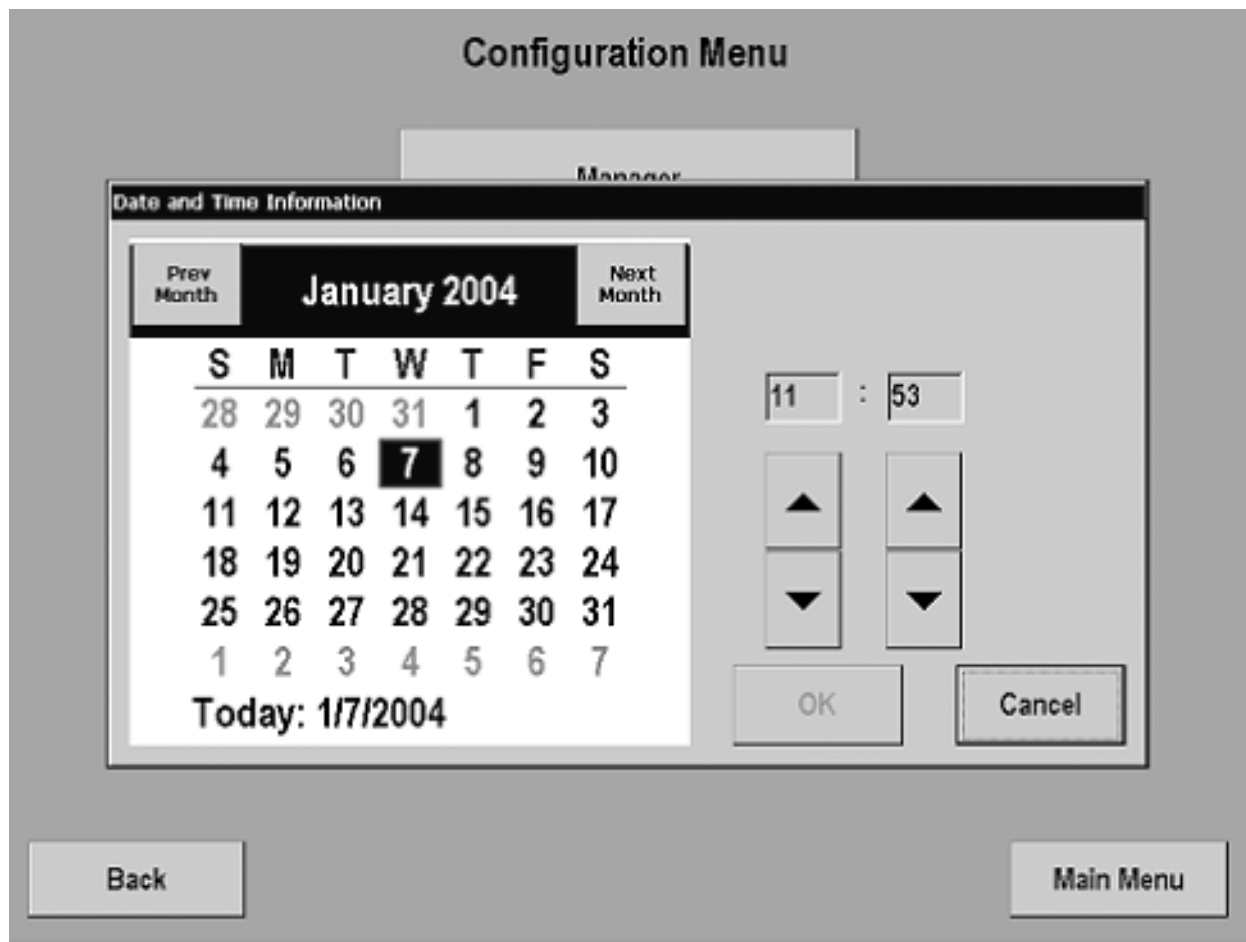 Configuration Menu
Manager
Date and Time Information
Prev
Month
January 2004
Next
Month
S M T W T F S
28 29 30 31 1 2 3
4 5 6 7 8 9 10
11 12 13 14 15 16 17
18 19 20 21 22 23 24
25 26 27 28 29 30 31
1 2 3 4 5 6 7
Today: 1/7/2004
11 : 53
OK
Cancel
Back
Main Menu